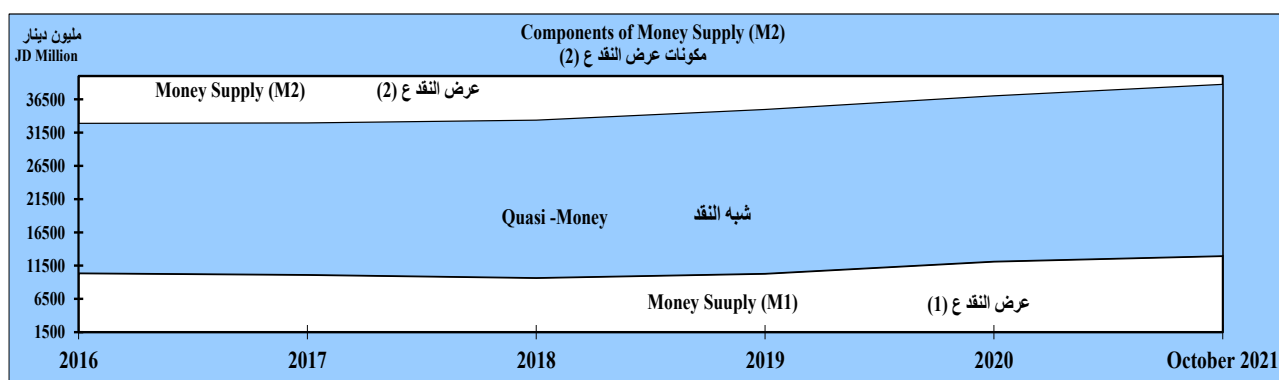 مليون دينار
JD Million
Components of Money Supply (M2)
مكونات عرض النقد ع (2)
Money Supply (M2) عرض النقد ع (2)
36500
31500
26500
21500
16500
11500
6500
1500
Quasi -Money شبه النقد
Money Suuply (M1) عرض النقد ع (1)
2016 2017 2018 2019 2020 October 2021